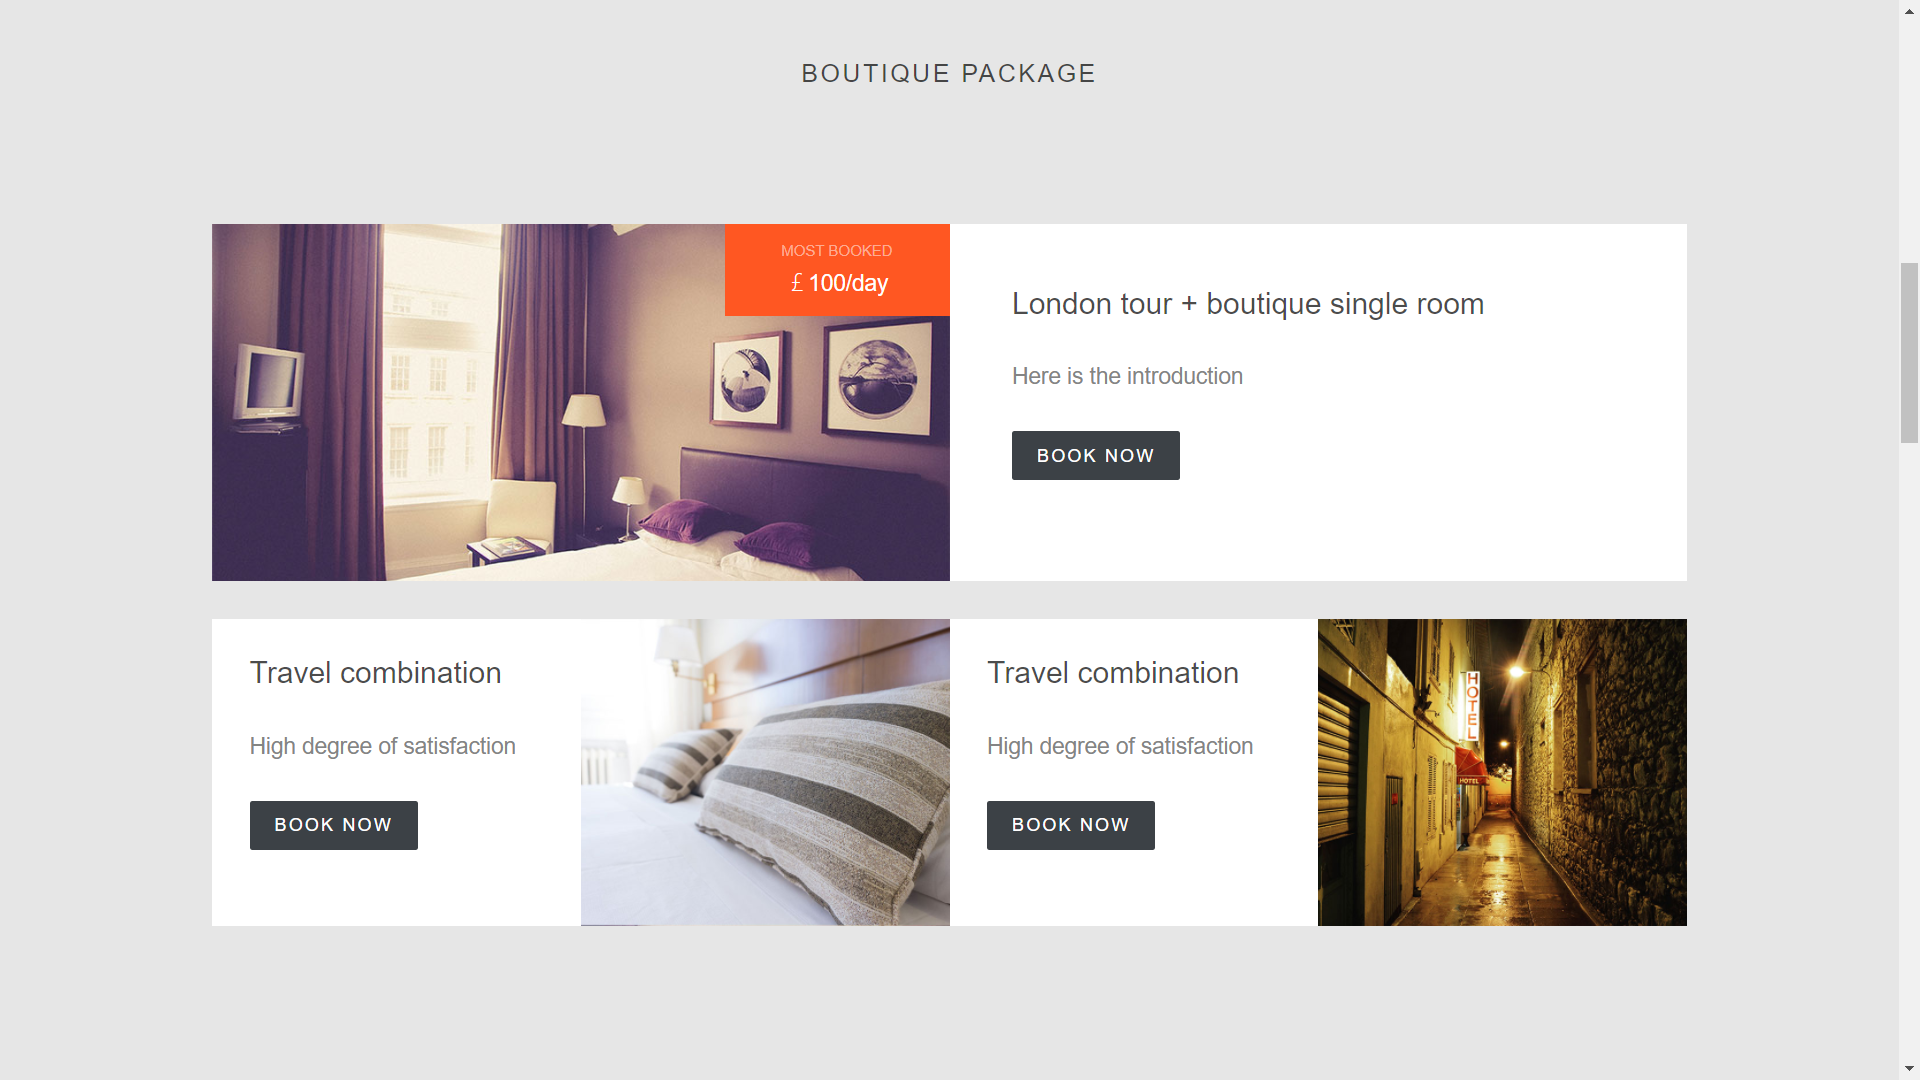 BOUTIQUE PACKAGE
MOST BOOKED
£ 100/day
London tour + boutique single room
Here is the introduction
BOOK NOW
Travel combination
High degree of satisfaction
BOOK NOW
Travel combination
High degree of satisfaction
BOOK NOW
HOTEL
HOTEL